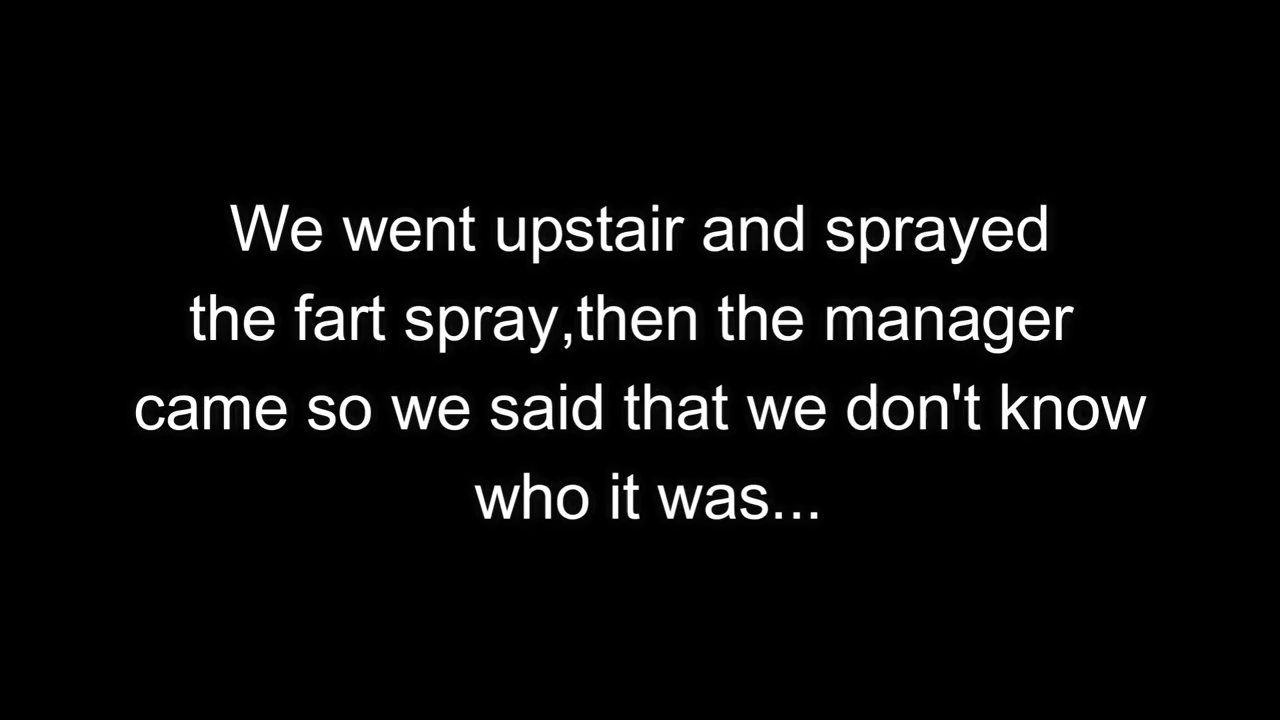 We went upstair and sprayed
the fart spray,then the manager
came so we said that we don't know
who it was...